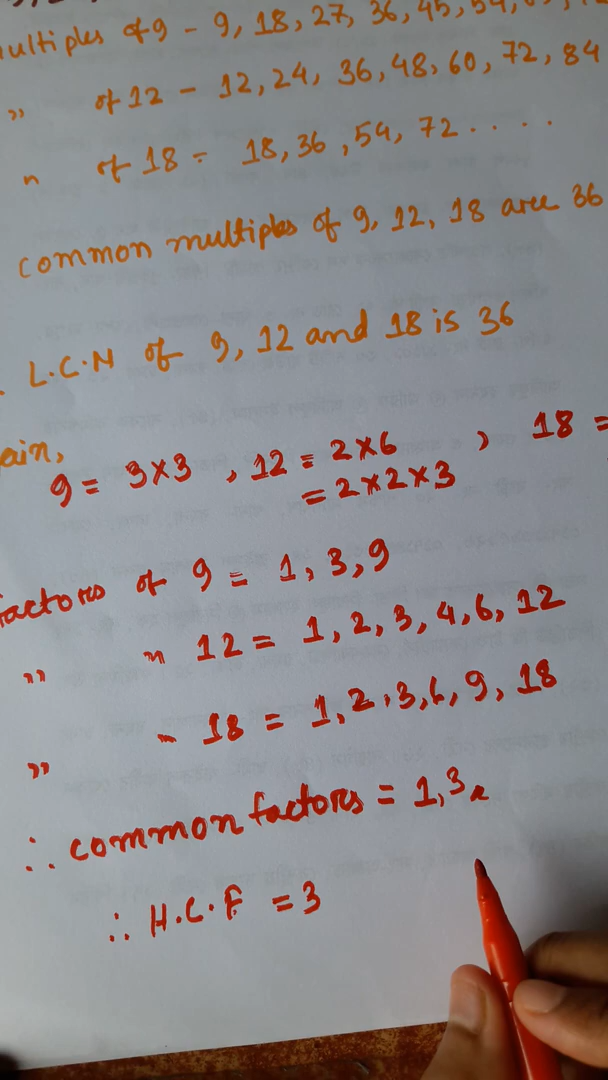 multiples of 9 - 9, 18, 27, 36, 45, 54,
" of 12 - 12, 24, 36, 48, 60, 72, 84
" of 18 = 18, 36, 54, 72 . . . .
common multiples of 9, 12, 18 are 36
L.C.M of 9, 12 and 18 is 36
ain,
9 = 3×3 , 12 = 2×6 , 18 =
= 2×2×3
factors of 9 = 1, 3, 9
" " 12 = 1, 2, 3, 4, 6, 12
" - 18 = 1, 2, 3, 6, 9, 18
∴ common factors = 1, 3
∴ H.C.F = 3